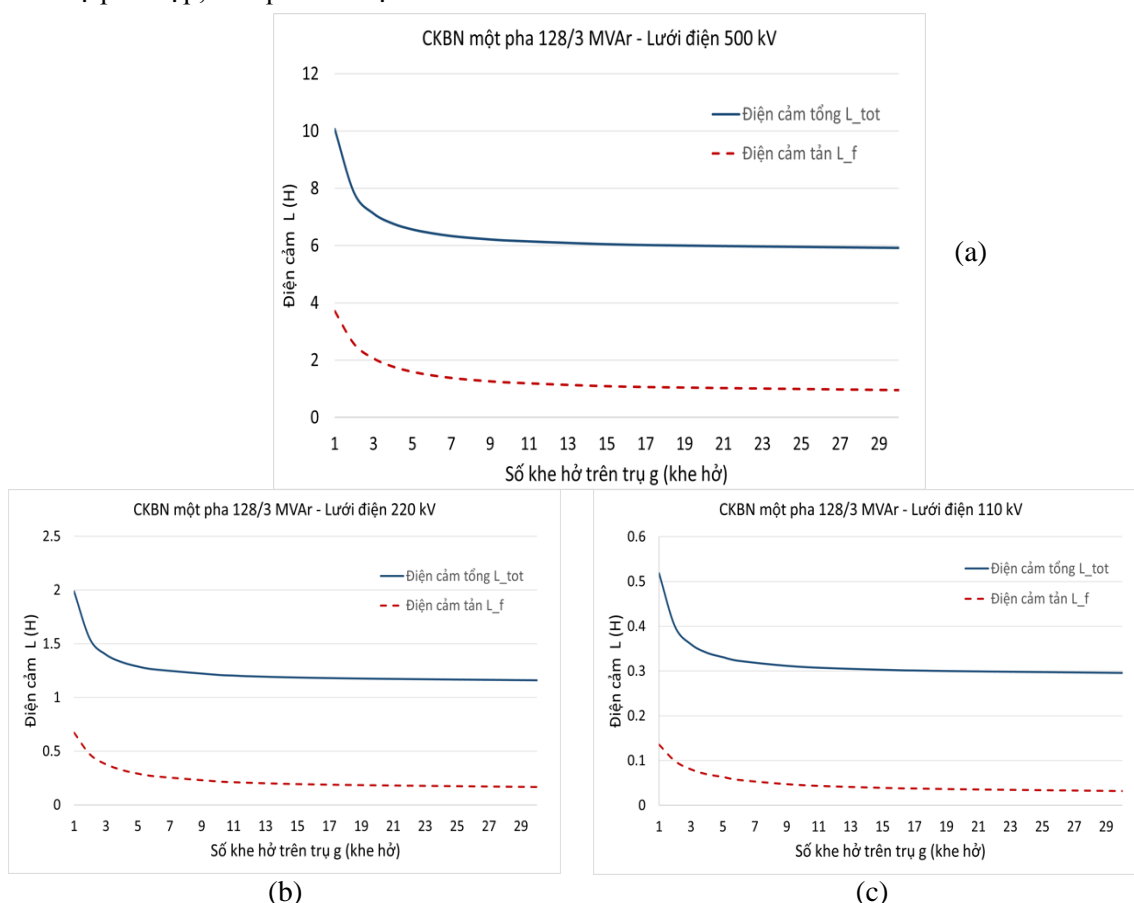 CKBN một pha 128/3 MVAr - Lưới điện 500 kV
12
10
8
6
4
2
0
Điện cảm L (H)
Điện cảm tổng L_tot
Điện cảm tản L_f
1 3 5 7 9 11 13 15 17 19 21 23 25 27 29
Số khe hở trên trụ g (khe hở)
(a)
CKBN một pha 128/3 MVAr - Lưới điện 220 kV
2.5
2
1.5
1
0.5
0
Điện cảm L (H)
Điện cảm tổng L_tot
Điện cảm tản L_f
1 3 5 7 9 11 13 15 17 19 21 23 25 27 29
Số khe hở trên trụ g (khe hở)
(b)
CKBN một pha 128/3 MVAr - Lưới điện 110 kV
0.6
0.5
0.4
0.3
0.2
0.1
0
Điện cảm L (H)
Điện cảm tổng L_tot
Điện cảm tản L_f
1 3 5 7 9 11 13 15 17 19 21 23 25 27 29
Số khe hở trên trụ g (khe hở)
(c)